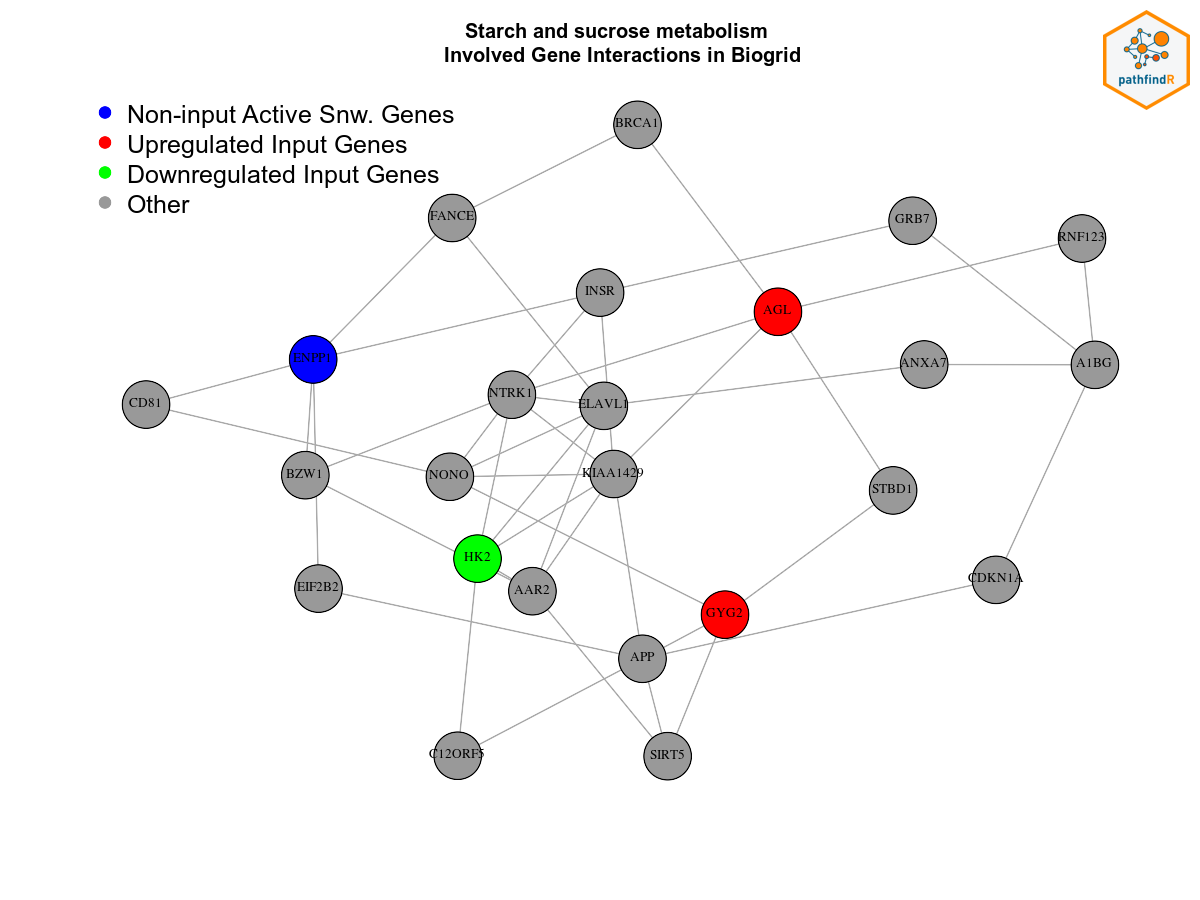 Starch and sucrose metabolism
Involved Gene Interactions in Biogrid
pathfindR
Non-input Active Snw. Genes
Upregulated Input Genes
Downregulated Input Genes
Other
BRCA1
FANCE
GRB7
RNF123
INSR
AGL
ENPP1
ANXA7
A1BG
CD81
NTRK1
ELAVL1
BZW1
NONO
KIAA1429
STBD1
HK2
EIF2B2
AAR2
CDKN1A
GYG2
APP
C12ORF5
SIRT5